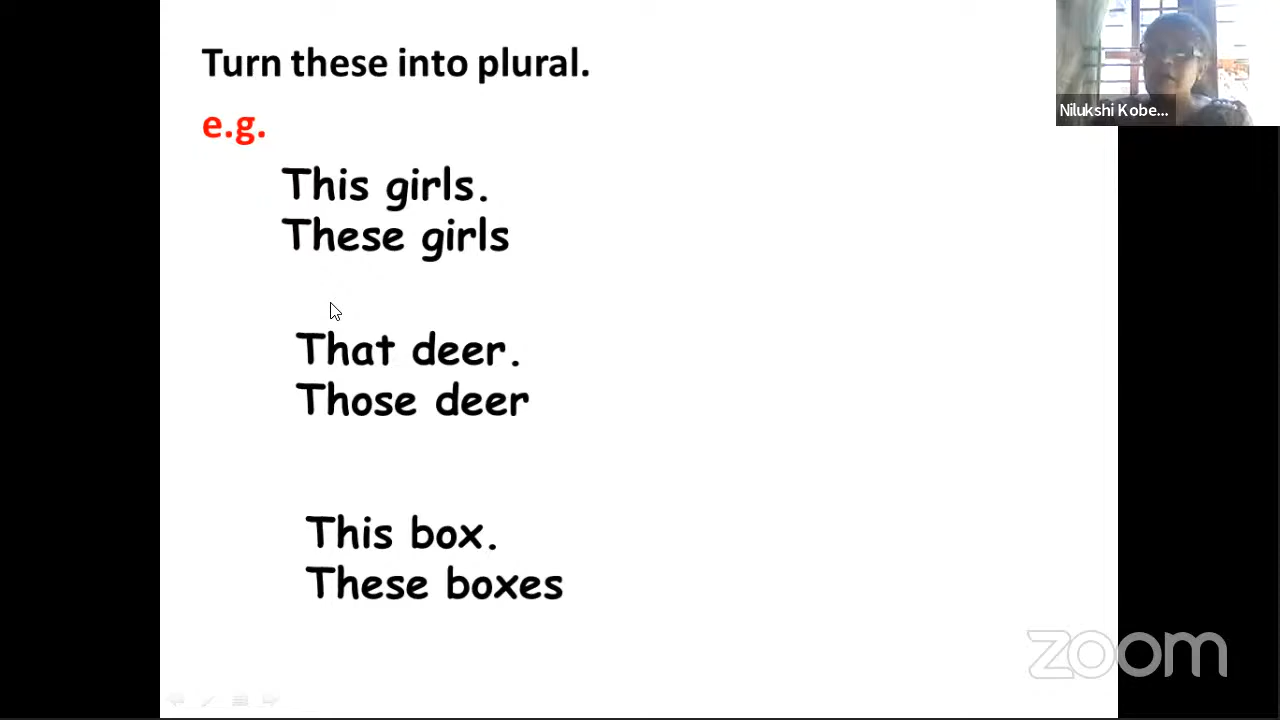 Turn these into plural.
e.g.
This girls.
These girls
That deer.
Those deer
This box.
These boxes
Nilukshi Kobe...
zoom